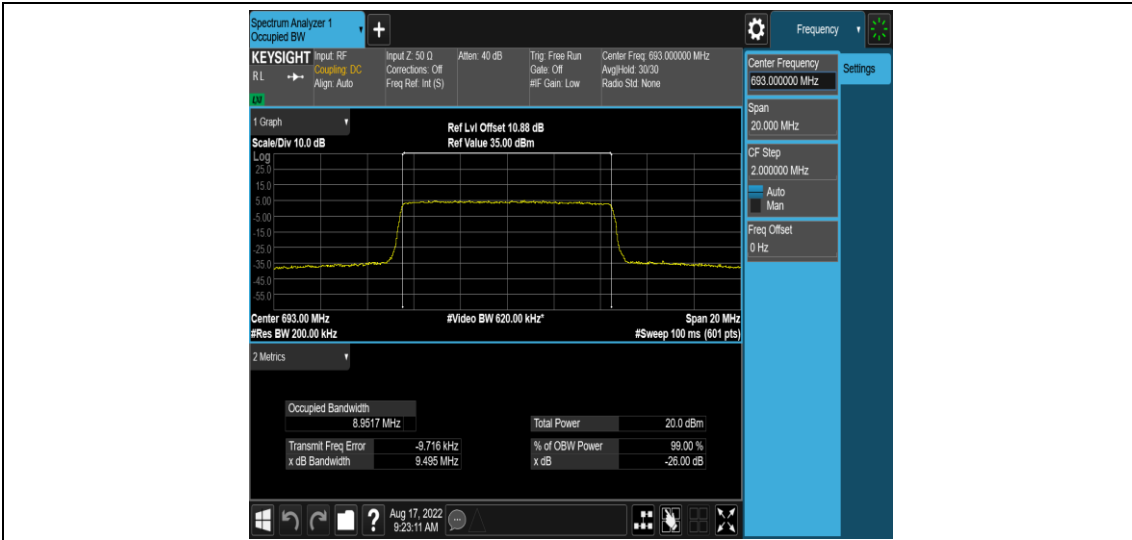 Spectrum Analyzer 1
Occupied BW
Frequency
KEYSIGHT
RL
LXI
Input: RF
Coupling: DC
Align: Auto
Input Z: 50 Ω
Corrections: Off
Freq Ref: Int (S)
Atten: 40 dB
Trig: Free Run
Gate: Off
#IF Gain: Low
Center Freq: 693.000000 MHz
Avg|Hold: 30/30
Radio Std: None
Center Frequency
693.000000 MHz
Settings
Span
20.000 MHz
CF Step
2.000000 MHz
Auto
Man
Freq Offset
0 Hz
1 Graph
Scale/Div 10.0 dB
Ref Lvl Offset 10.88 dB
Ref Value 35.00 dBm
Log
25.0
15.0
5.00
-5.00
-15.0
-25.0
-35.0
-45.0
-55.0
Center 693.00 MHz
#Video BW 620.00 kHz*
Span 20 MHz
#Res BW 200.00 kHz
#Sweep 100 ms (601 pts)
2 Metrics
Occupied Bandwidth
8.9517 MHz
Total Power 20.0 dBm
Transmit Freq Error -9.716 kHz
% of OBW Power 99.00 %
x dB Bandwidth 9.495 MHz
x dB -26.00 dB
?
Aug 17, 2022
9:23:11 AM